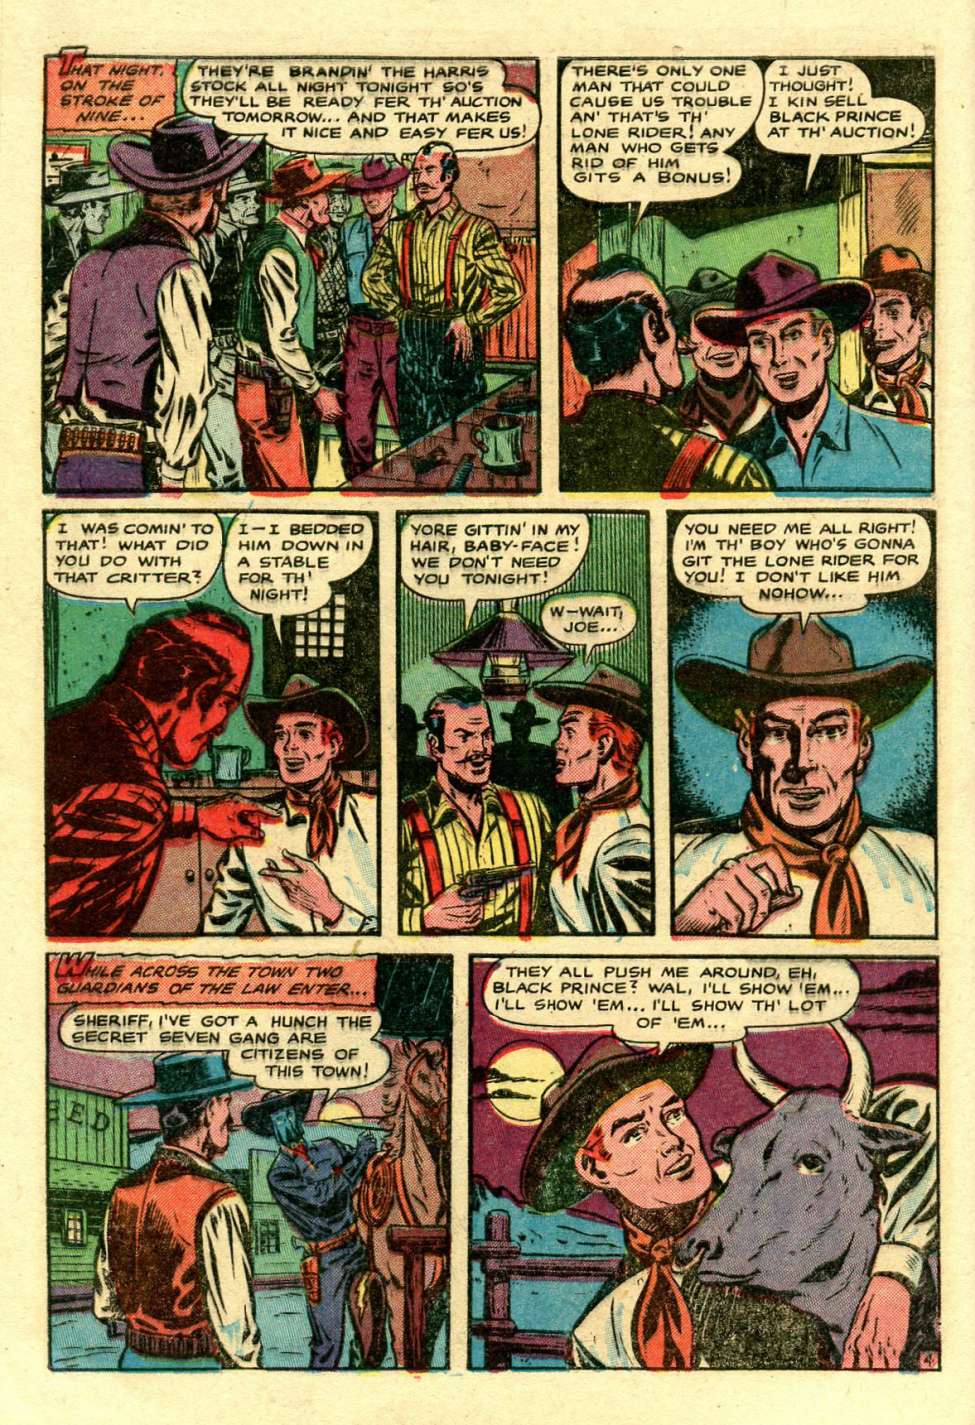 THAT NIGHT,
ON THE
STROKE OF
NINE...
THEY'RE BRANDIN' THE HARRIS
STOCK ALL NIGHT TONIGHT SO'S
THEY'LL BE READY FER TH' AUCTION
TOMORROW... AND THAT MAKES
IT NICE AND EASY FER US!
THERE'S ONLY ONE
MAN THAT COULD
CAUSE US TROUBLE
AN' THAT'S TH'
LONE RIDER! ANY
MAN WHO GETS
RID OF HIM
GITS A BONUS!
I JUST
THOUGHT!
I KIN SELL
BLACK PRINCE
AT TH' AUCTION!
I WAS COMIN' TO
THAT! WHAT DID
YOU DO WITH
THAT CRITTER?
I-I BEDDED
HIM DOWN IN
A STABLE
FOR TH'
NIGHT!
YORE GITTIN' IN MY
HAIR, BABY-FACE!
WE DON'T NEED
YOU TONIGHT!
W-WAIT,
JOE...
YOU NEED ME ALL RIGHT!
I'M TH' BOY WHO'S GONNA
GIT THE LONE RIDER FOR
YOU! I DON'T LIKE HIM
NOHOW...
WHILE ACROSS THE TOWN TWO
GUARDIANS OF THE LAW ENTER...
SHERIFF, I'VE GOT A HUNCH THE
SECRET SEVEN GANG ARE
CITIZENS OF
THIS TOWN!
EED
THEY ALL PUSH ME AROUND, EH,
BLACK PRINCE? WAL, I'LL SHOW 'EM...
I'LL SHOW 'EM... I'LL SHOW TH' LOT
OF 'EM...